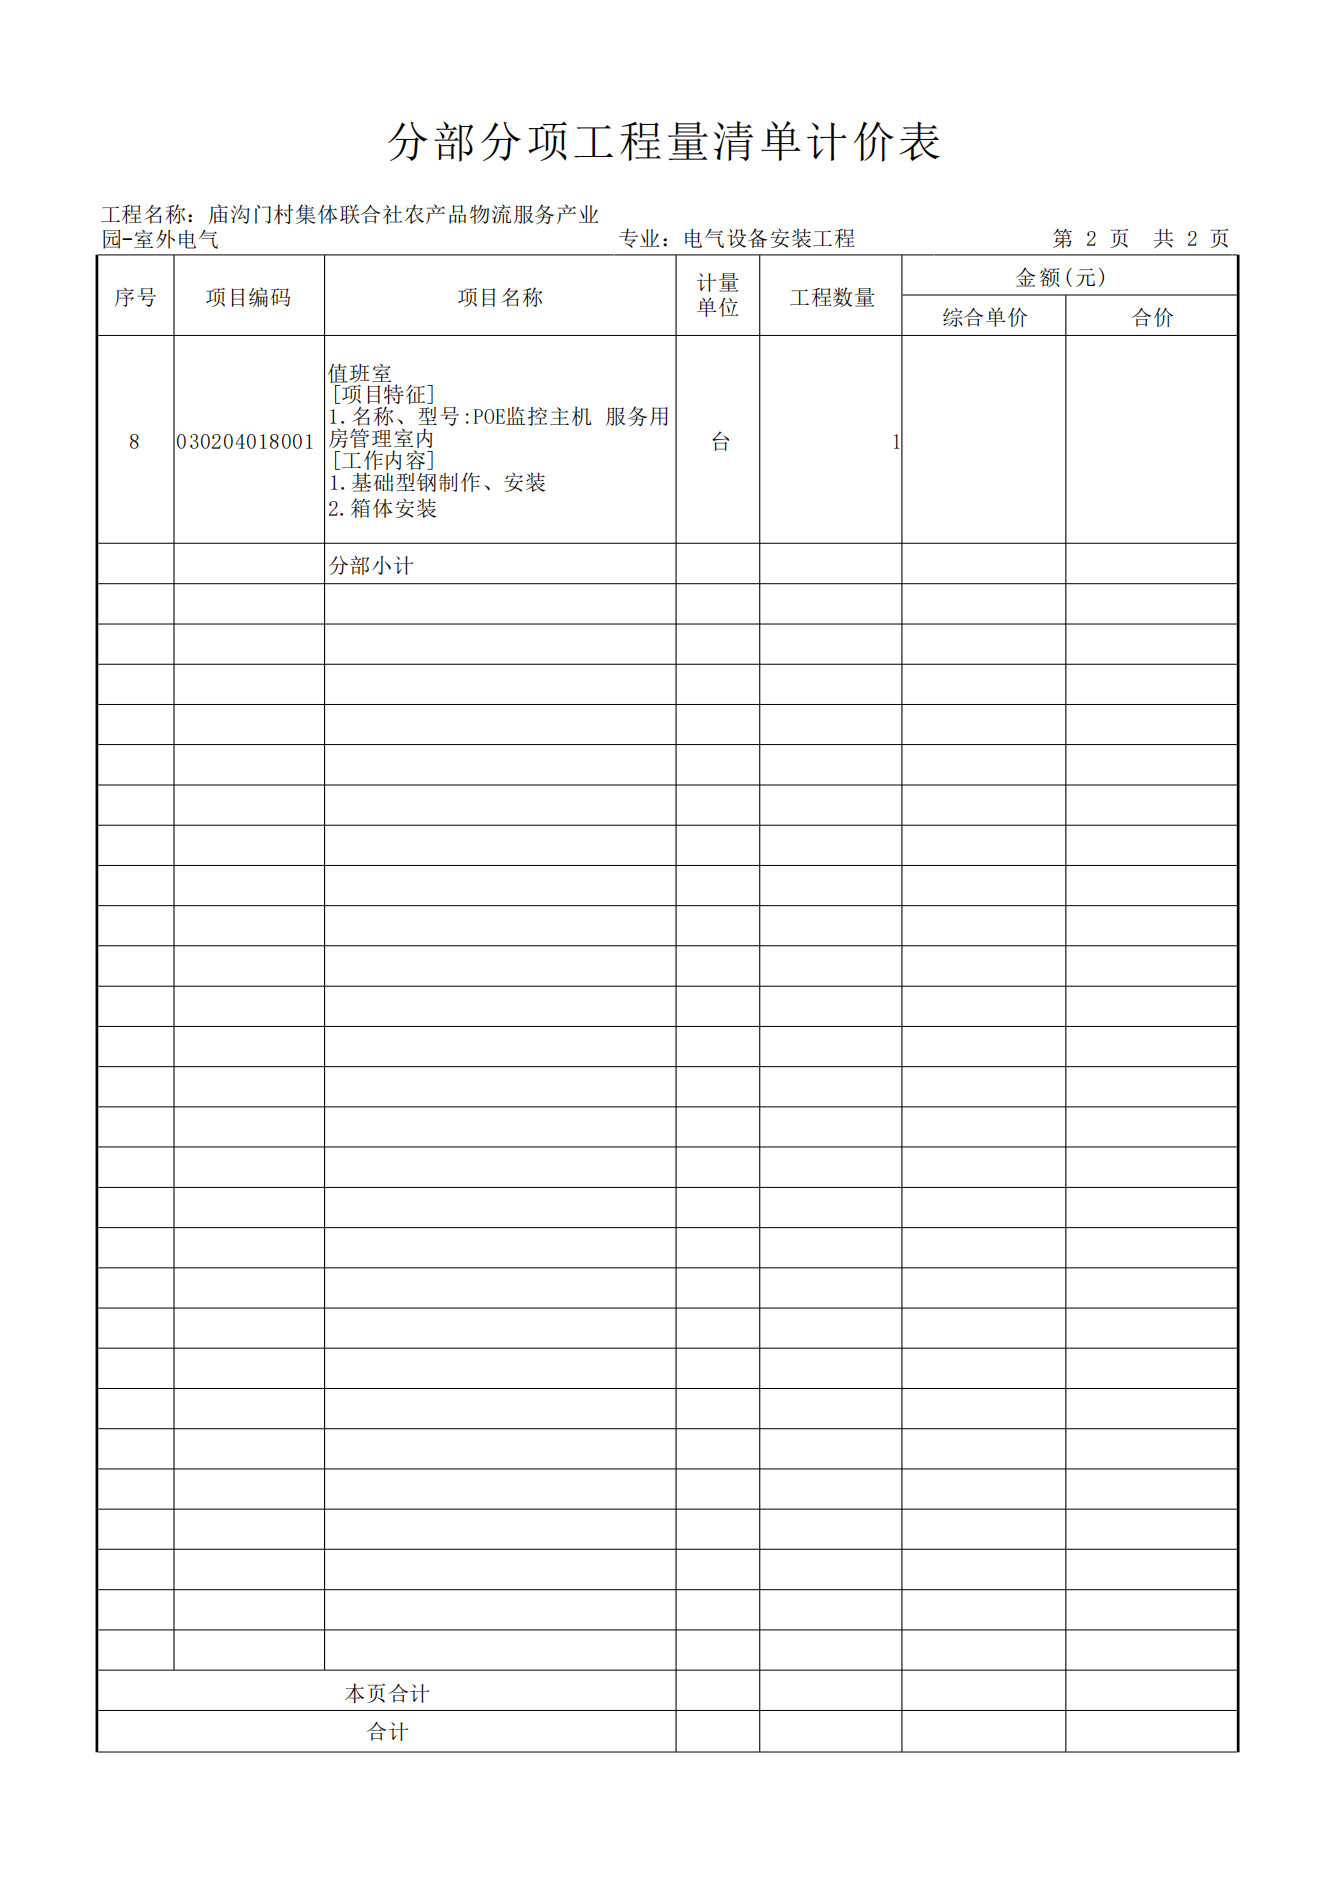 分部分项工程量清单计价表
工程名称：庙沟门村集体联合社农产品物流服务产业
园-室外电气 专业：电气设备安装工程 第 2 页 共 2 页
序号 项目编码 项目名称 计量单位 工程数量 金额(元)
综合单价 合价
值班室
[项目特征]
1.名称、型号:POE监控主机 服务用
房管理室内
8 030204018001 台 1
[工作内容]
1.基础型钢制作、安装
2.箱体安装
分部小计
本页合计
合计